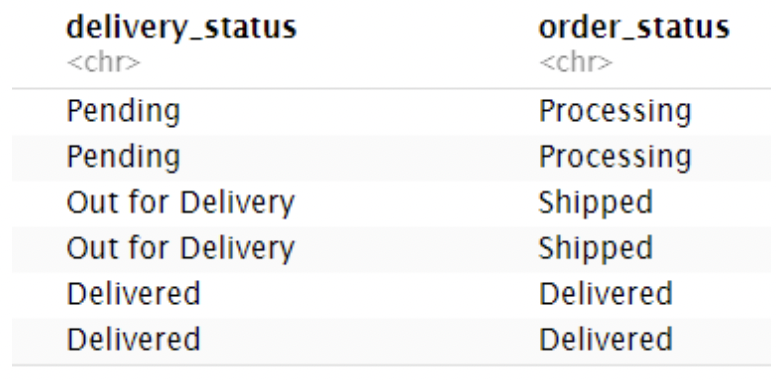 delivery_status order_status
<chr> <chr>
Pending Processing
Pending Processing
Out for Delivery Shipped
Out for Delivery Shipped
Delivered Delivered
Delivered Delivered